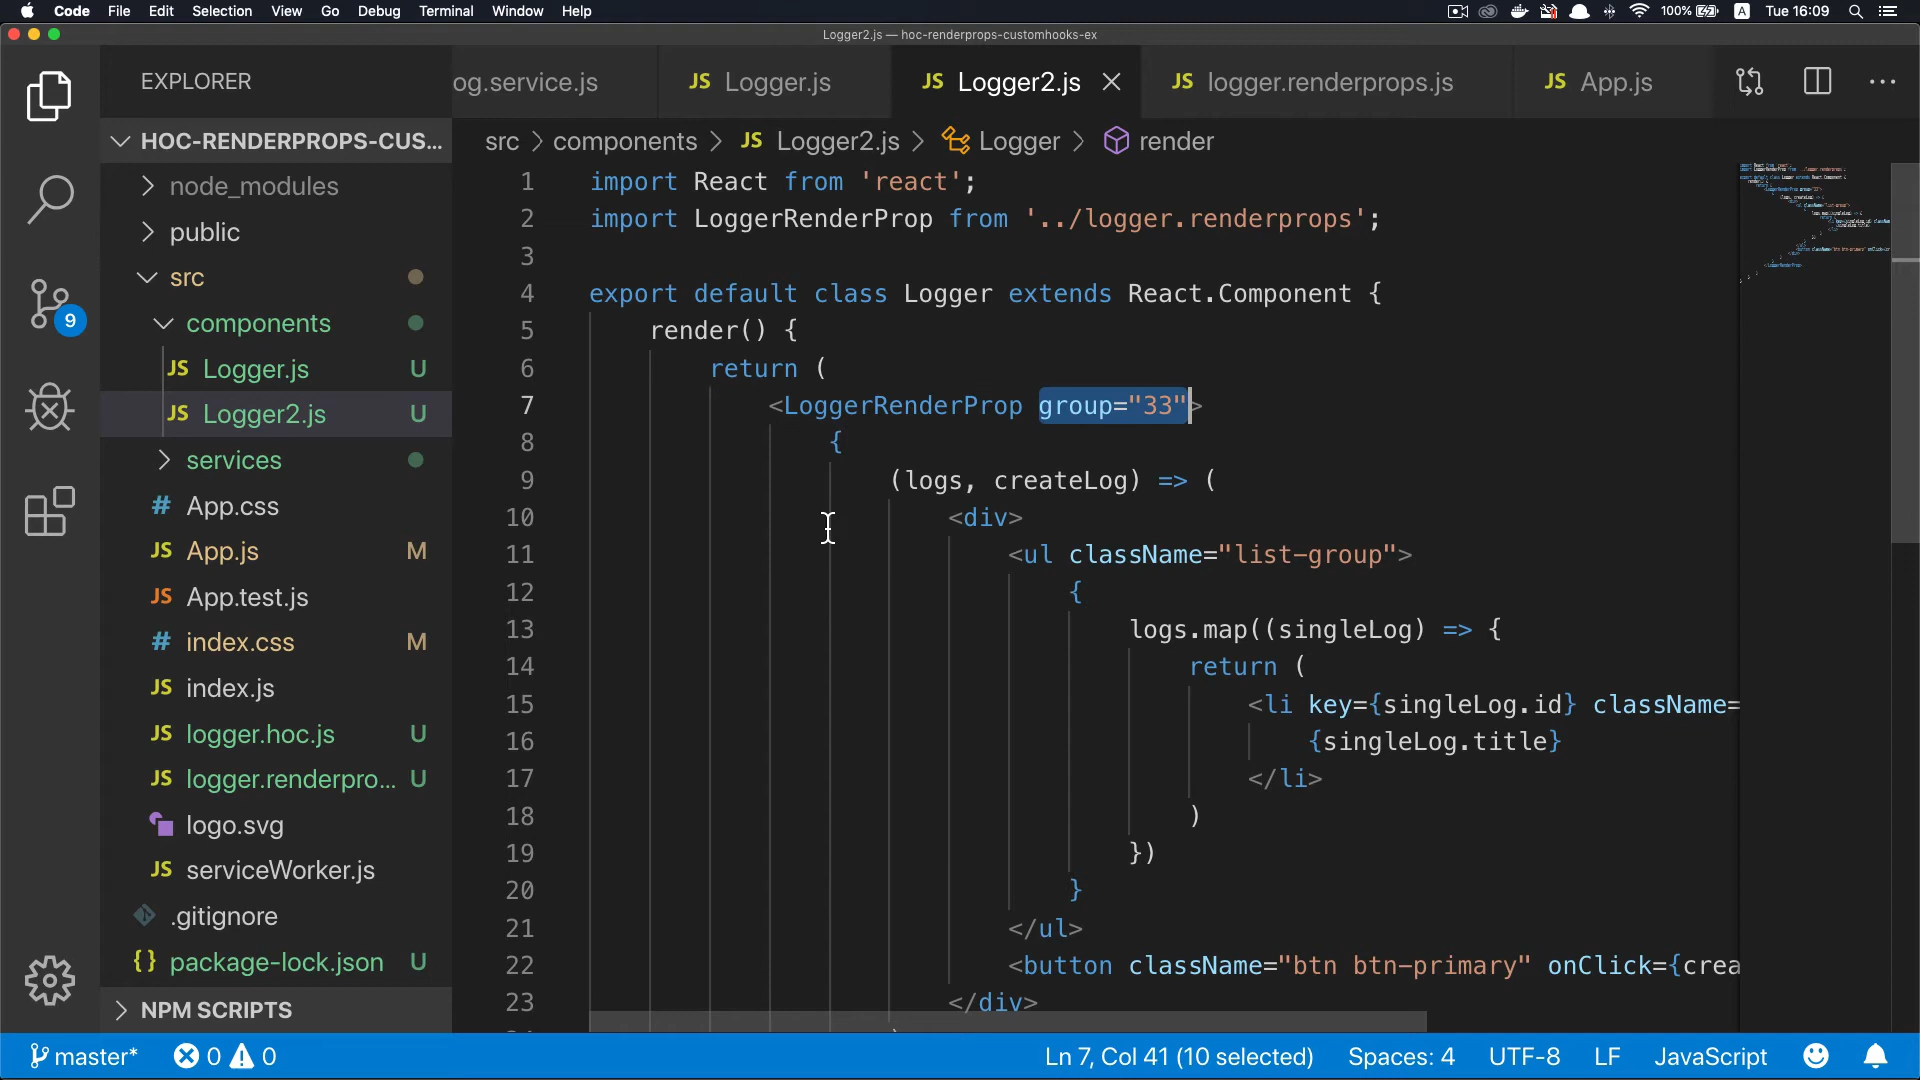 Code File Edit Selection View Go Debug Terminal Window Help 100% A Tue 16:09
Logger2.js — hoc-renderprops-customhooks-ex
EXPLORER
og.service.js JS Logger.js JS Logger2.js JS logger.renderprops.js JS App.js
HOC-RENDERPROPS-CUS...
src components JS Logger2.js Logger render
node_modules
public
src
components
JS Logger.js U
JS Logger2.js U
services
# App.css
JS App.js M
JS App.test.js
# index.css M
JS index.js
JS logger.hoc.js U
JS logger.renderpro... U
logo.svg
JS serviceWorker.js
.gitignore
{} package-lock.json U
NPM SCRIPTS
9
1 import React from 'react';
2 import LoggerRenderProp from '../logger.renderprops';
3
4 export default class Logger extends React.Component {
5 render() {
6 return (
7 <LoggerRenderProp group="33">
8 {
9 (logs, createLog) => (
10 <div>
11 <ul className="list-group">
12 {
13 logs.map((singleLog) => {
14 return (
15 <li key={singleLog.id} className=
16 {singleLog.title}
17 </li>
18 )
19 })
20 }
21 </ul>
22 <button className="btn btn-primary" onClick={crea
23 </div>
master* 0 0 Ln 7, Col 41 (10 selected) Spaces: 4 UTF-8 LF JavaScript